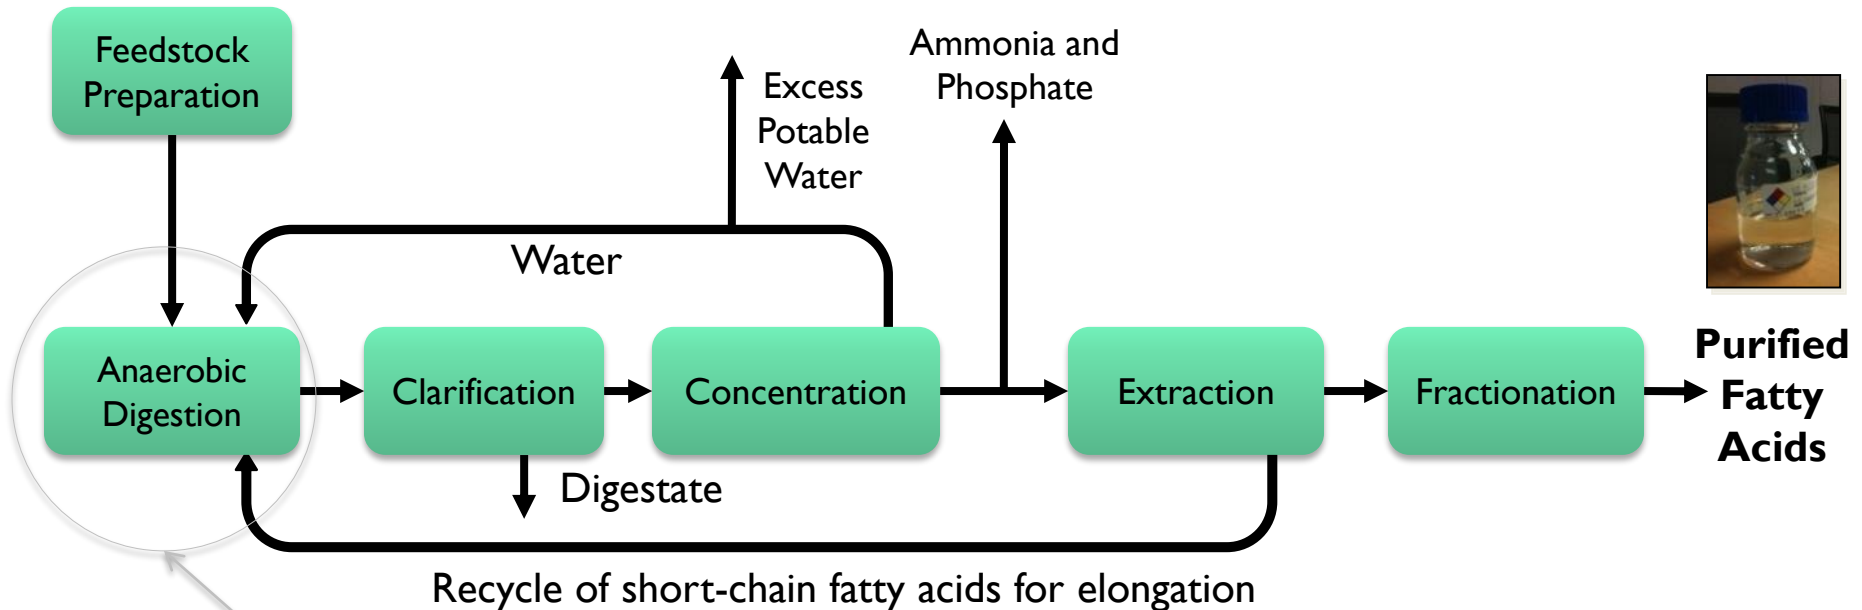 Feedstock
Preparation
Excess
Potable
Water
Ammonia and
Phosphate
Water
Anaerobic
Digestion
Clarification
Concentration
Extraction
Fractionation
Purified
Fatty
Acids
Digestate
Recycle of short-chain fatty acids for elongation